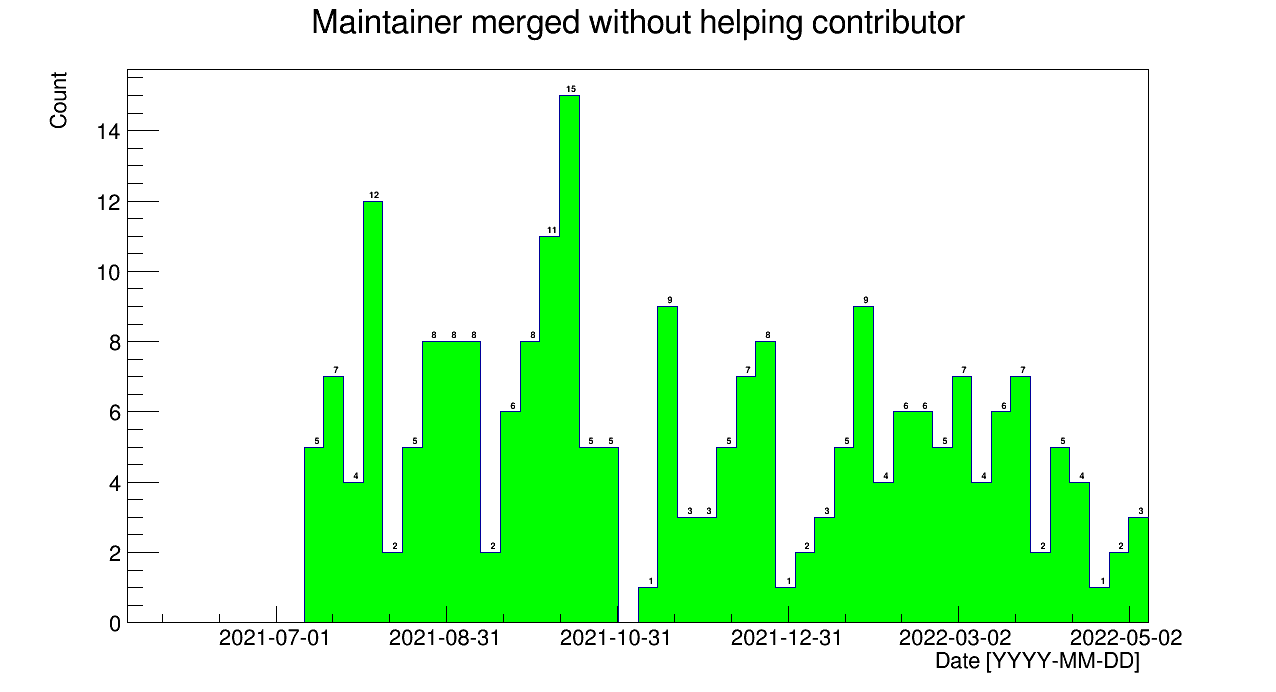 Maintainer merged without helping contributor
Count
14
12
10
8
6
4
2
0
5 7 4 12 2 5 8 8 8 2 6 8 11 15 5 5 1 9 3 3 5 7 8 1 2 3 5 9 4 6 6 5 7 4 6 7 2 5 4 1 2 3
2021-07-01 2021-08-31 2021-10-31 2021-12-31 2022-03-02 2022-05-02
Date [YYYY-MM-DD]